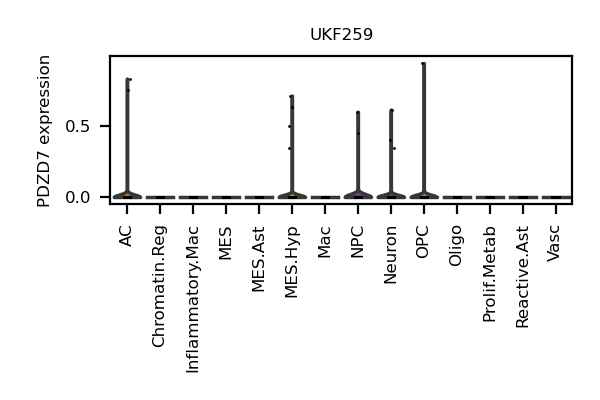 UKF259
PDZD7 expression
0.5
0.0
AC
Chromatin.Reg
Inflammatory.Mac
MES
MES.Ast
MES.Hyp
Mac
NPC
Neuron
OPC
Oligo
Prolif.Metab
Reactive.Ast
Vasc